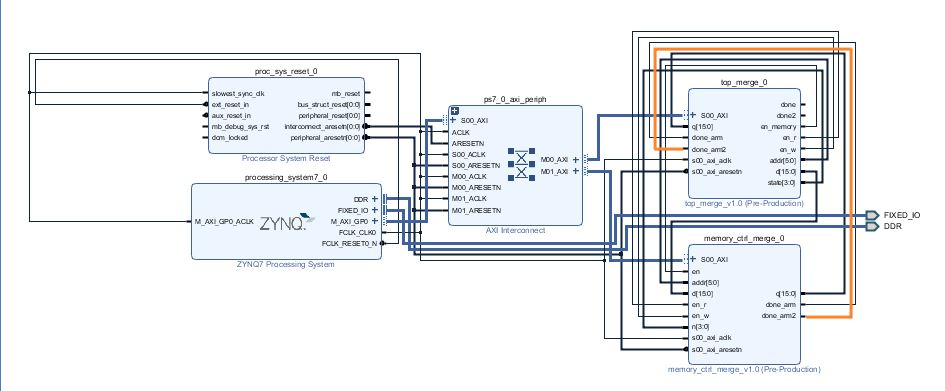 proc_sys_reset_0
slowest_sync_clk
ext_reset_in
aux_reset_in
mb_debug_sys_rst
dcm_locked
mb_reset
bus_struct_reset[0:0]
peripheral_reset[0:0]
interconnect_aresetn[0:0]
peripheral_aresetn[0:0]
Processor System Reset
processing_system7_0
M_AXI_GP0_ACLK
ZYNQ
DDR
FIXED_IO
M_AXI_GP0
FCLK_CLK0
FCLK_RESET0_N
ZYNQ7 Processing System
ps7_0_axi_periph
S00_AXI
ACLK
ARESETN
S00_ACLK
S00_ARESETN
M00_ACLK
M00_ARESETN
M01_ACLK
M01_ARESETN
M00_AXI
M01_AXI
AXI Interconnect
top_merge_0
S00_AXI
q[15:0]
done_arm
done_arm2
s00_axi_aclk
s00_axi_aresetn
done
done2
en_memory
en_r
en_w
addr[5:0]
d[15:0]
state[3:0]
top_merge_v1.0 (Pre-Production)
FIXED_IO
DDR
memory_ctrl_merge_0
S00_AXI
en
addr[5:0]
d[15:0]
en_r
en_w
n[3:0]
s00_axi_aclk
s00_axi_aresetn
q[15:0]
done_arm
done_arm2
memory_ctrl_merge_v1.0 (Pre-Production)